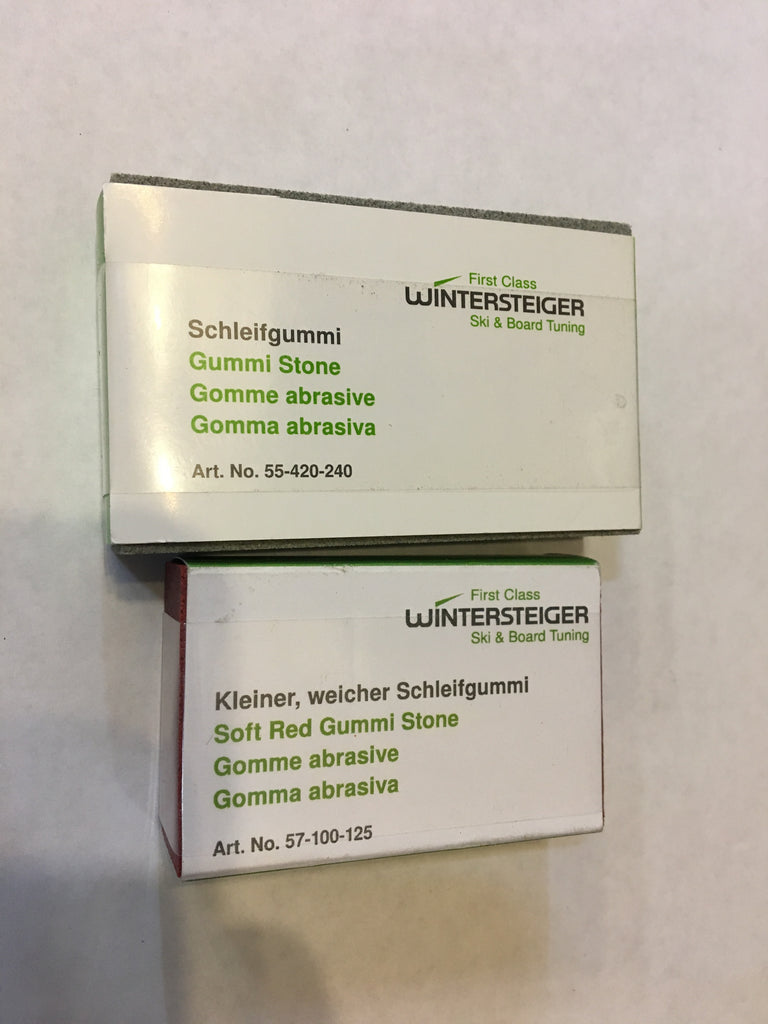 First Class
WINTERSTEIGER
Ski & Board Tuning
Schleifgummi
Gummi Stone
Gomme abrasive
Gomma abrasiva
Art. No. 55-420-240
First Class
WINTERSTEIGER
Ski & Board Tuning
Kleiner, weicher Schleifgummi
Soft Red Gummi Stone
Gomme abrasive
Gomma abrasiva
Art. No. 57-100-125